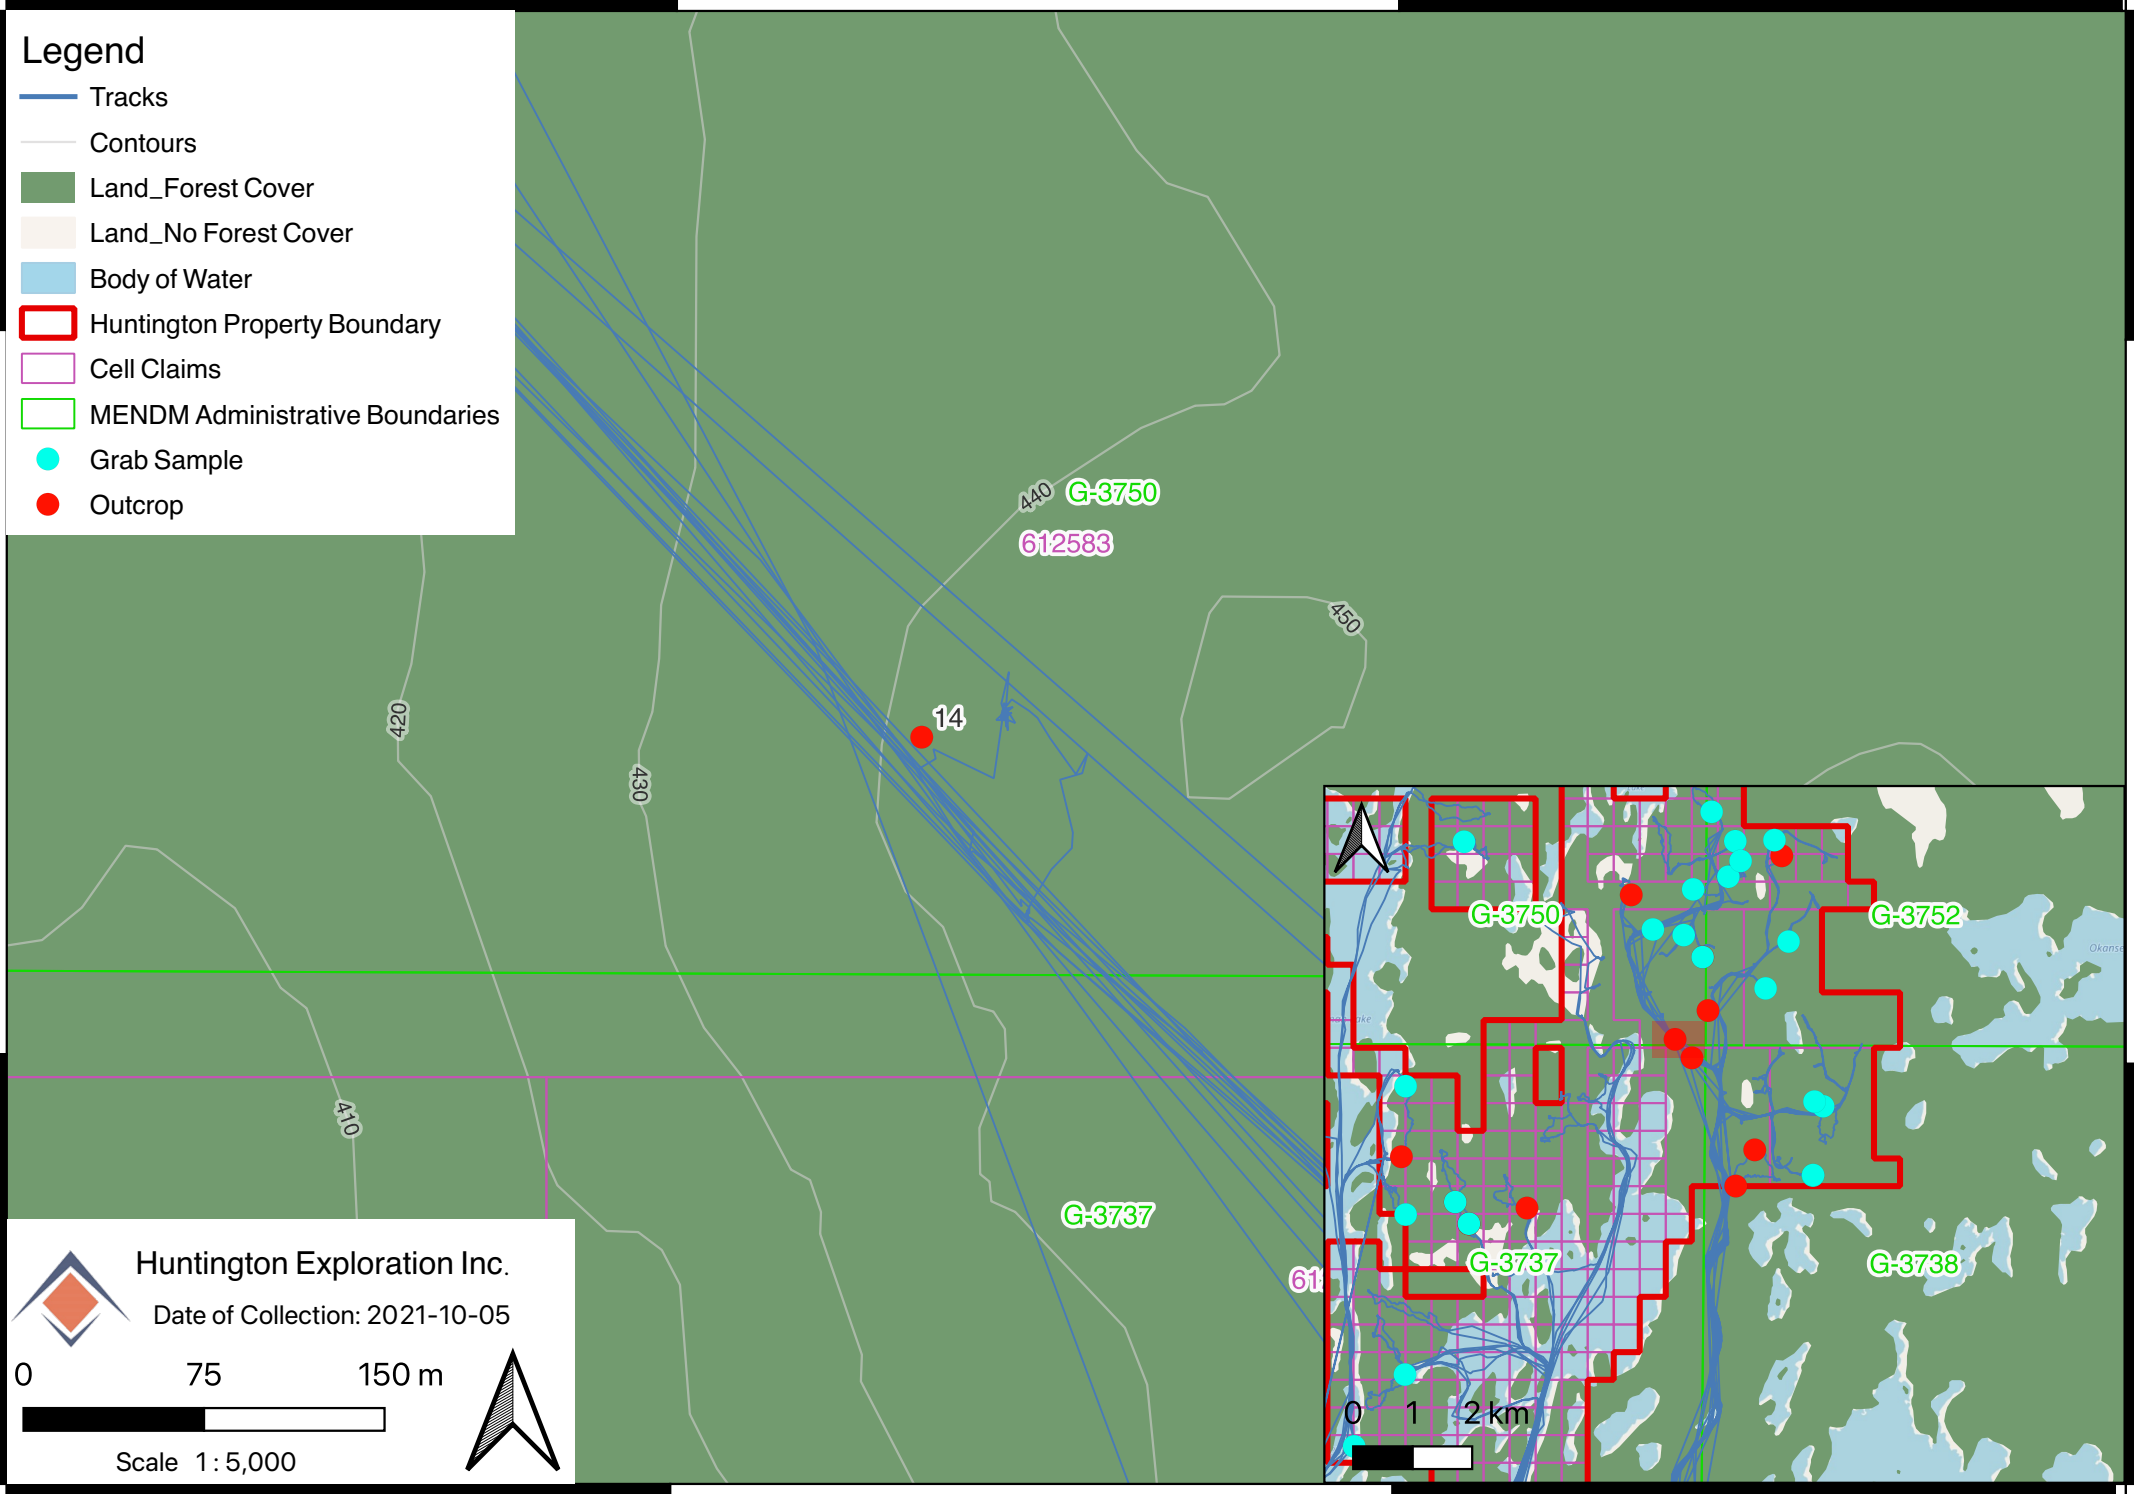 Legend
Tracks
Contours
Land_Forest Cover
Land_No Forest Cover
Body of Water
Huntington Property Boundary
Cell Claims
MENDM Administrative Boundaries
Grab Sample
Outcrop
440
G-3750
612583
450
420
14
430
410
G-3737
61
Huntington Exploration Inc.
Date of Collection: 2021-10-05
0 75 150 m
Scale 1 : 5,000
G-3750
G-3752
G-3737
G-3738
0 1 2 km